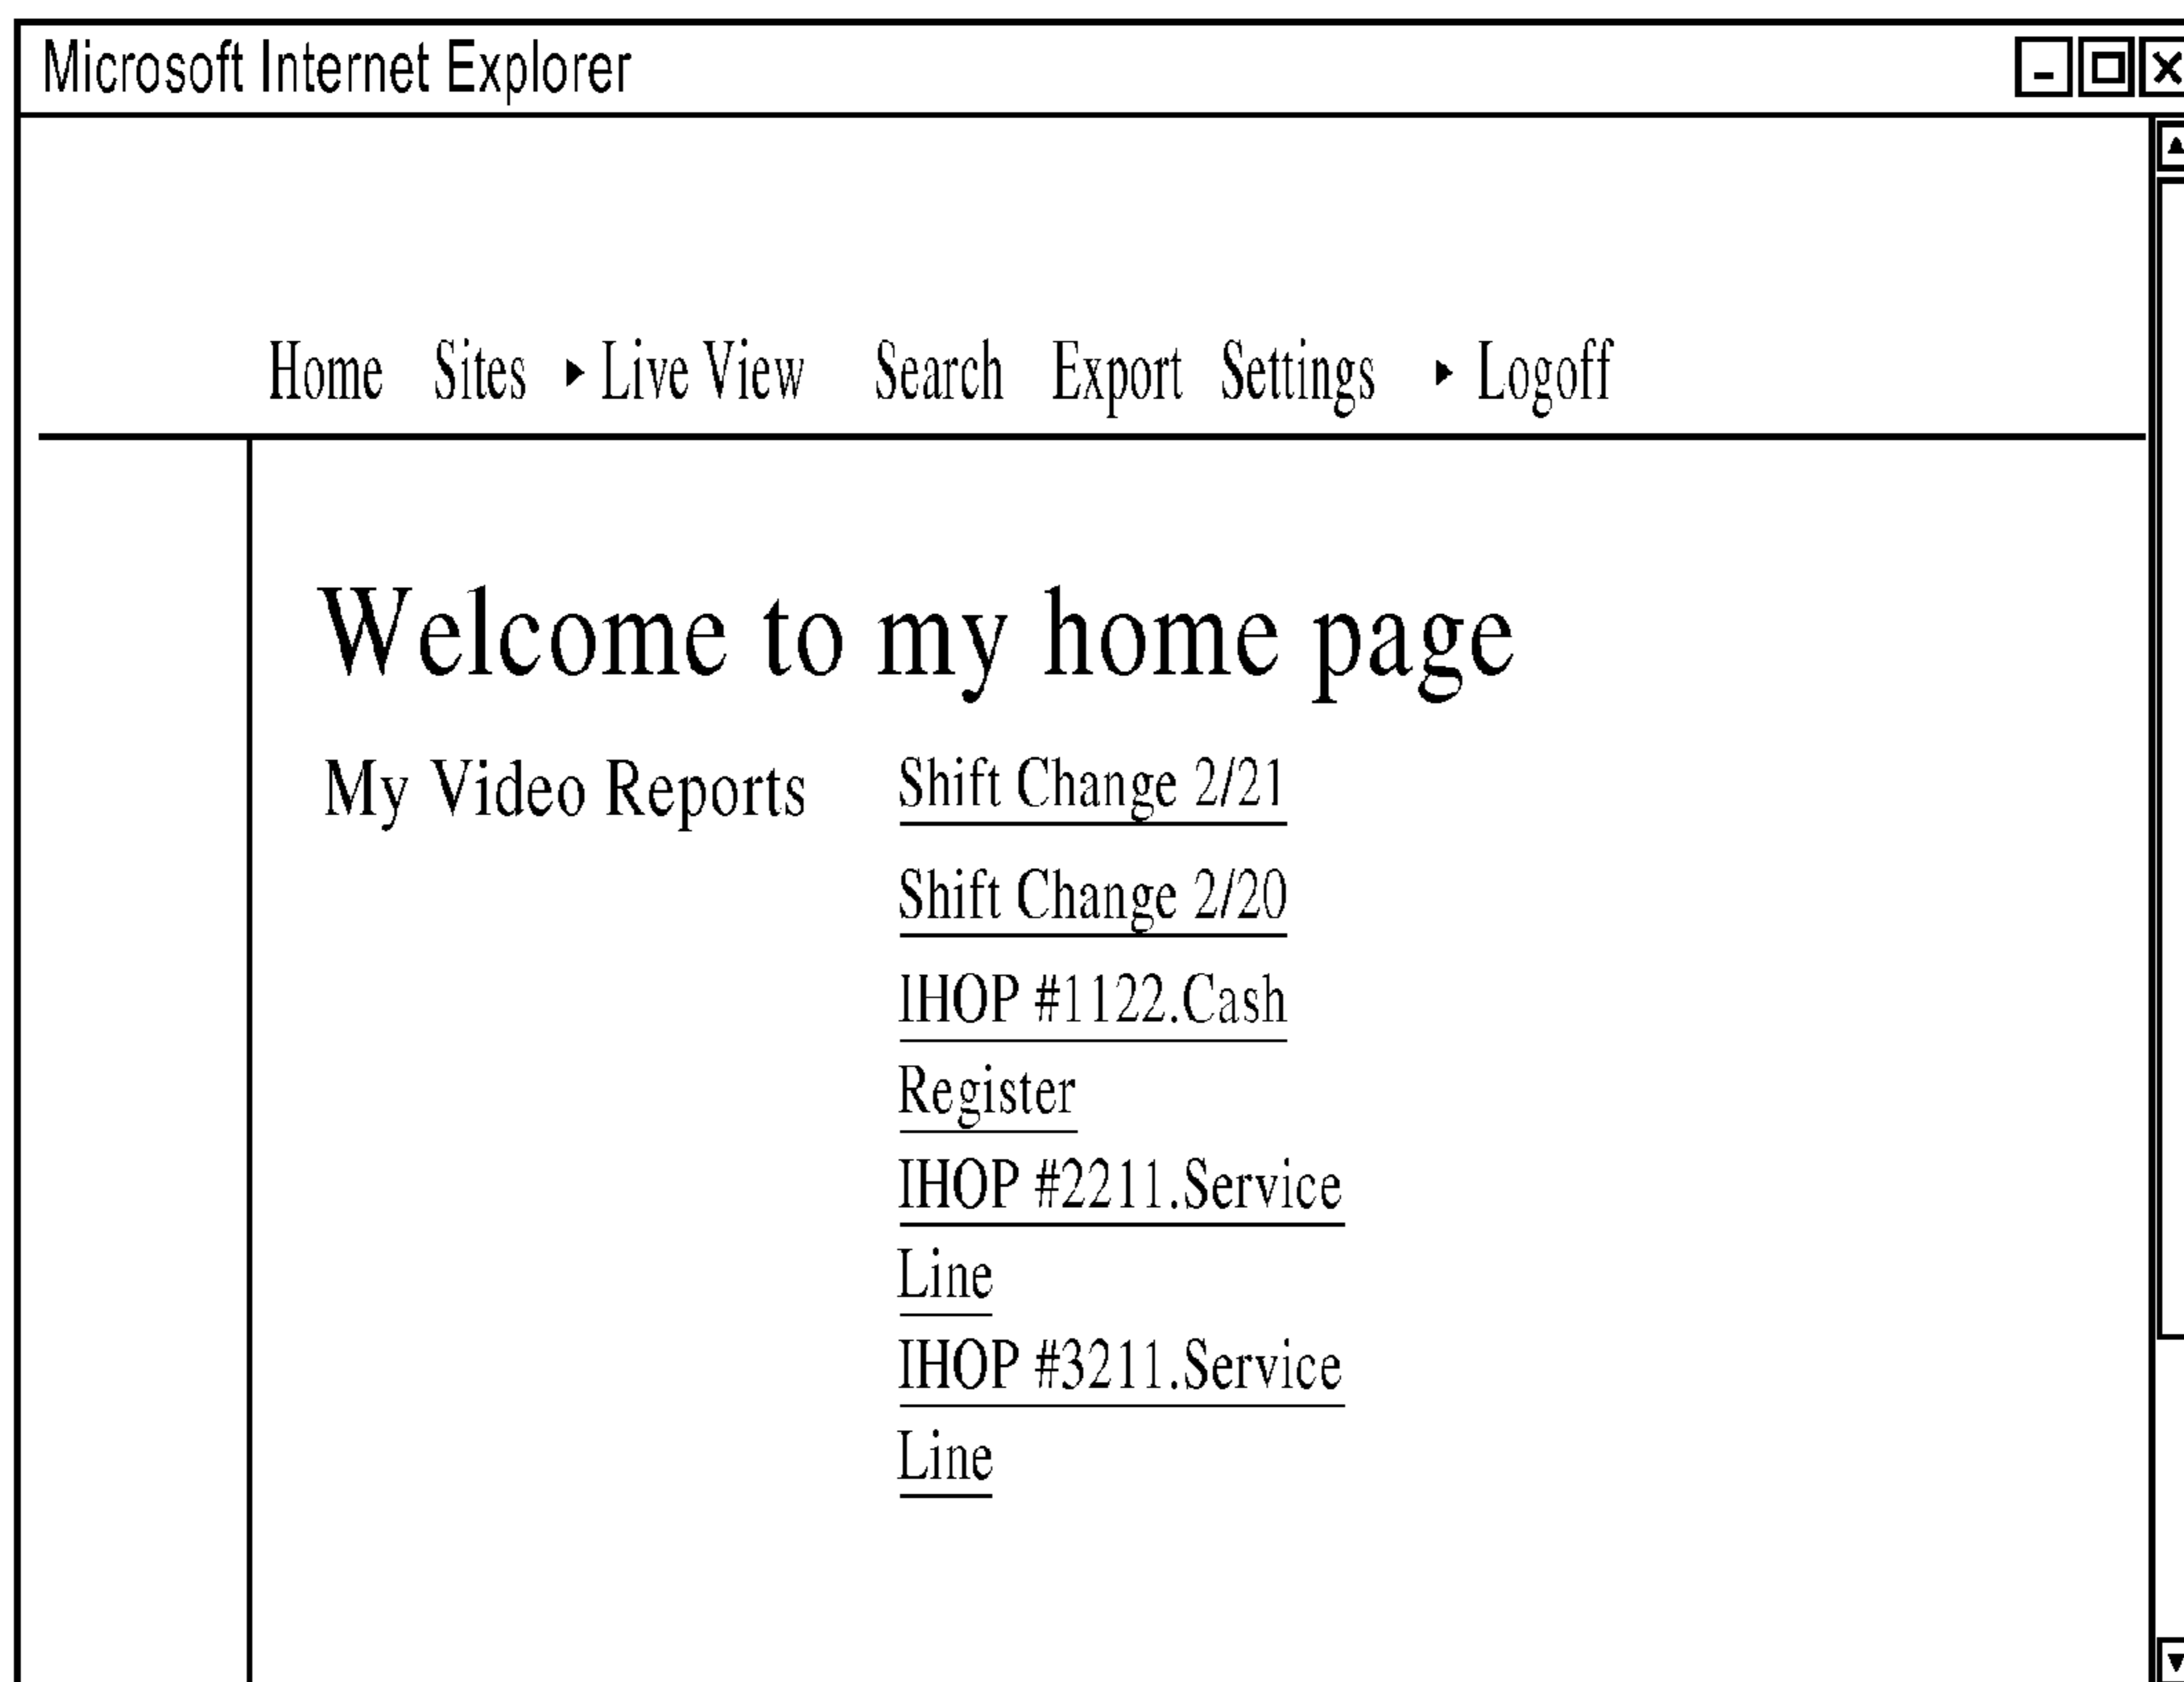 Microsoft Internet Explorer
Home Sites ▸ Live View Search Export Settings ▸ Logoff
Welcome to my home page
My Video Reports Shift Change 2/21
Shift Change 2/20
IHOP #1122.Cash
Register
IHOP #2211.Service
Line
IHOP #3211.Service
Line